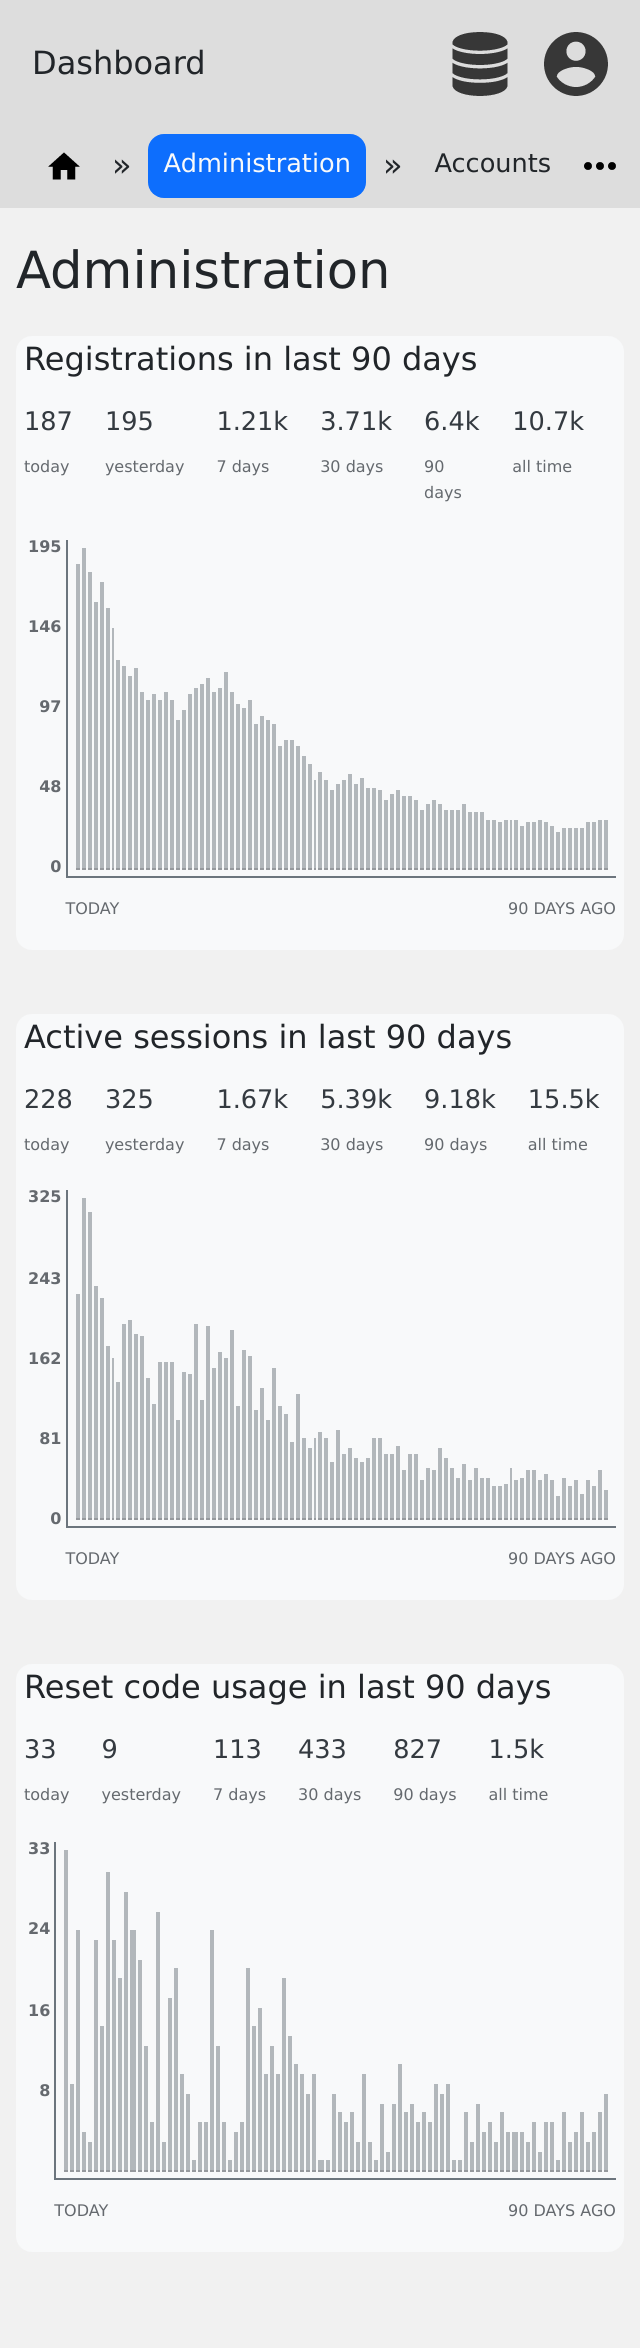 Dashboard
» Administration » Accounts •••
Administration
Registrations in last 90 days
187 195 1.21k 3.71k 6.4k 10.7k
today yesterday 7 days 30 days 90 days all time
195
146
97
48
0
TODAY 90 DAYS AGO
Active sessions in last 90 days
228 325 1.67k 5.39k 9.18k 15.5k
today yesterday 7 days 30 days 90 days all time
325
243
162
81
0
TODAY 90 DAYS AGO
Reset code usage in last 90 days
33 9 113 433 827 1.5k
today yesterday 7 days 30 days 90 days all time
33
24
16
8
TODAY 90 DAYS AGO